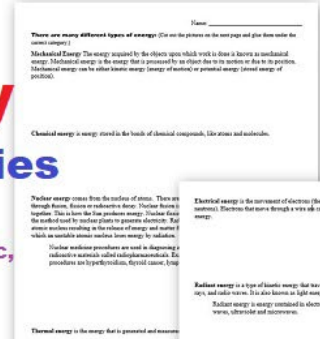 Name:
There are many different types of energy: (Cut out the pictures on the next page and glue them under the
correct category.)
Mechanical Energy The energy acquired by the objects upon which work is done is known as mechanical
energy. Mechanical energy is the energy that is possessed by an object due to its motion or due to its position.
Mechanical energy can be either kinetic energy (energy of motion) or potential energy (stored energy of
position).
Chemical energy is energy stored in the bonds of chemical compounds, like atoms and molecules.
y
ies
c,
Nuclear energy comes from the nucleus of atoms. There are
through fusion, fission or radioactive decay. Nuclear fusion i
together. This is how the Sun produces energy. Nuclear fissio
the method used by nuclear plants to generate electricity. Rad
atomic nucleus resulting in the release of energy and matter f
which an unstable atomic nucleus loses energy by radiation.
Nuclear medicine procedures are used in diagnosing a
radioactive materials called radiopharmaceuticals. Ex
procedures are hyperthyroidism, thyroid cancer, lymp
Thermal energy is the energy that is generated and measure
Electrical energy is the movement of electrons (the
neutrons). Electrons that move through a wire
energy.
Radiant energy is a type of kinetic energy that trav
rays, and radio waves. It is also known as light ener
Radiant energy is contained in
waves, ultraviolet and microwaves.